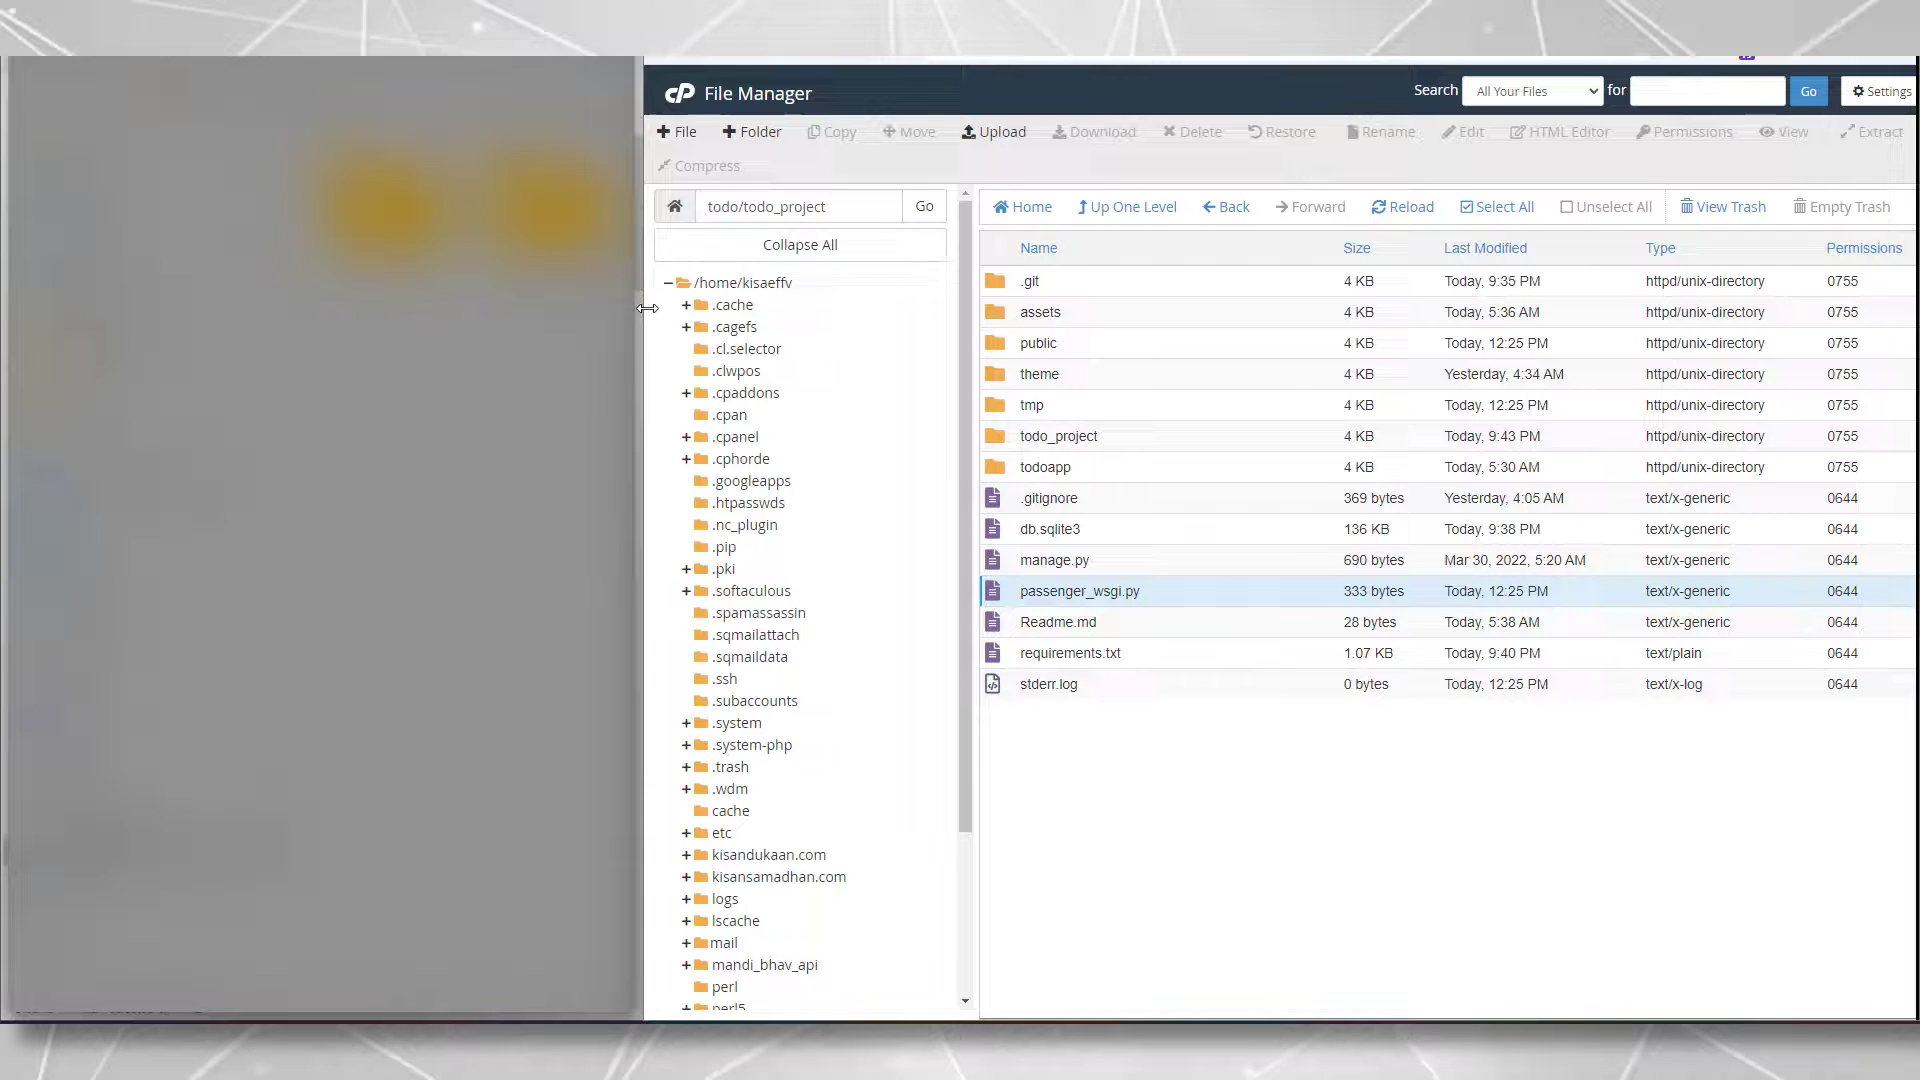 cP File Manager
Search All Your Files for Go Settings
File Folder Copy Move Upload Download Delete Restore Rename Edit HTML Editor Permissions View Extract
Compress
todo/todo_project Go
Collapse All
/home/kisaeffv
.cache
.cagefs
.cl.selector
.clwpos
.cpaddons
.cpan
.cpanel
.cphorde
.googleapps
.htpasswds
.nc_plugin
.pip
.pki
.softaculous
.spamassassin
.sqmailattach
.sqmaildata
.ssh
.subaccounts
.system
.system-php
.trash
.wdm
cache
etc
kisandukaan.com
kisansamadhan.com
logs
lscache
mail
mandi_bhav_api
perl
perl5
Home Up One Level Back Forward Reload Select All Unselect All View Trash Empty Trash
Name Size Last Modified Type Permissions
.git 4 KB Today, 9:35 PM httpd/unix-directory 0755
assets 4 KB Today, 5:36 AM httpd/unix-directory 0755
public 4 KB Today, 12:25 PM httpd/unix-directory 0755
theme 4 KB Yesterday, 4:34 AM httpd/unix-directory 0755
tmp 4 KB Today, 12:25 PM httpd/unix-directory 0755
todo_project 4 KB Today, 9:43 PM httpd/unix-directory 0755
todoapp 4 KB Today, 5:30 AM httpd/unix-directory 0755
.gitignore 369 bytes Yesterday, 4:05 AM text/x-generic 0644
db.sqlite3 136 KB Today, 9:38 PM text/x-generic 0644
manage.py 690 bytes Mar 30, 2022, 5:20 AM text/x-generic 0644
passenger_wsgi.py 333 bytes Today, 12:25 PM text/x-generic 0644
Readme.md 28 bytes Today, 5:38 AM text/x-generic 0644
requirements.txt 1.07 KB Today, 9:40 PM text/plain 0644
stderr.log 0 bytes Today, 12:25 PM text/x-log 0644